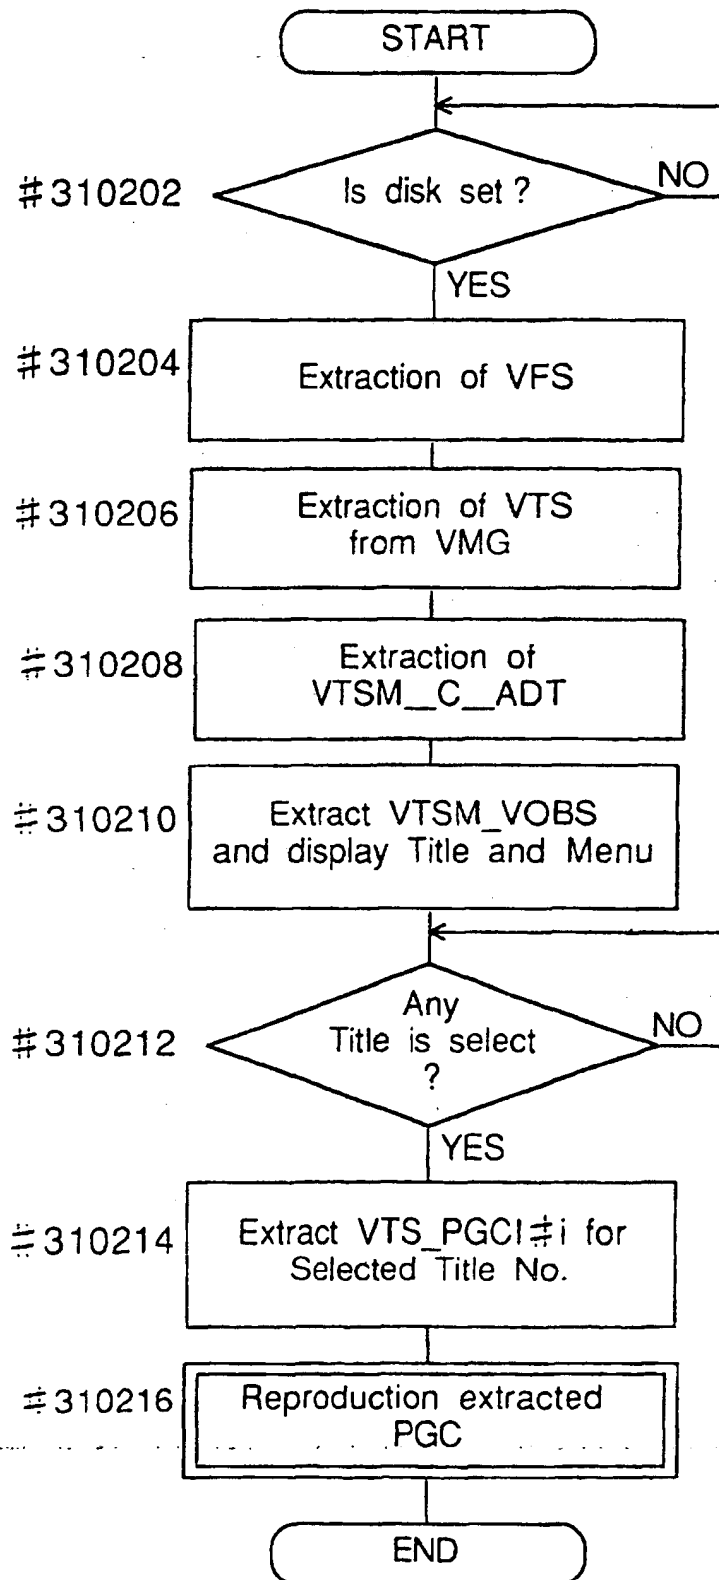 START
#310202
Is disk set ?
NO
YES
#310204
Extraction of VFS
#310206
Extraction of VTS
from VMG
#310208
Extraction of
VTSM__C__ADT
#310210
Extract VTSM_VOBS
and display Title and Menu
#310212
Any
Title is select
?
NO
YES
#310214
Extract VTS_PGCI#i for
Selected Title No.
#310216
Reproduction extracted
PGC
END